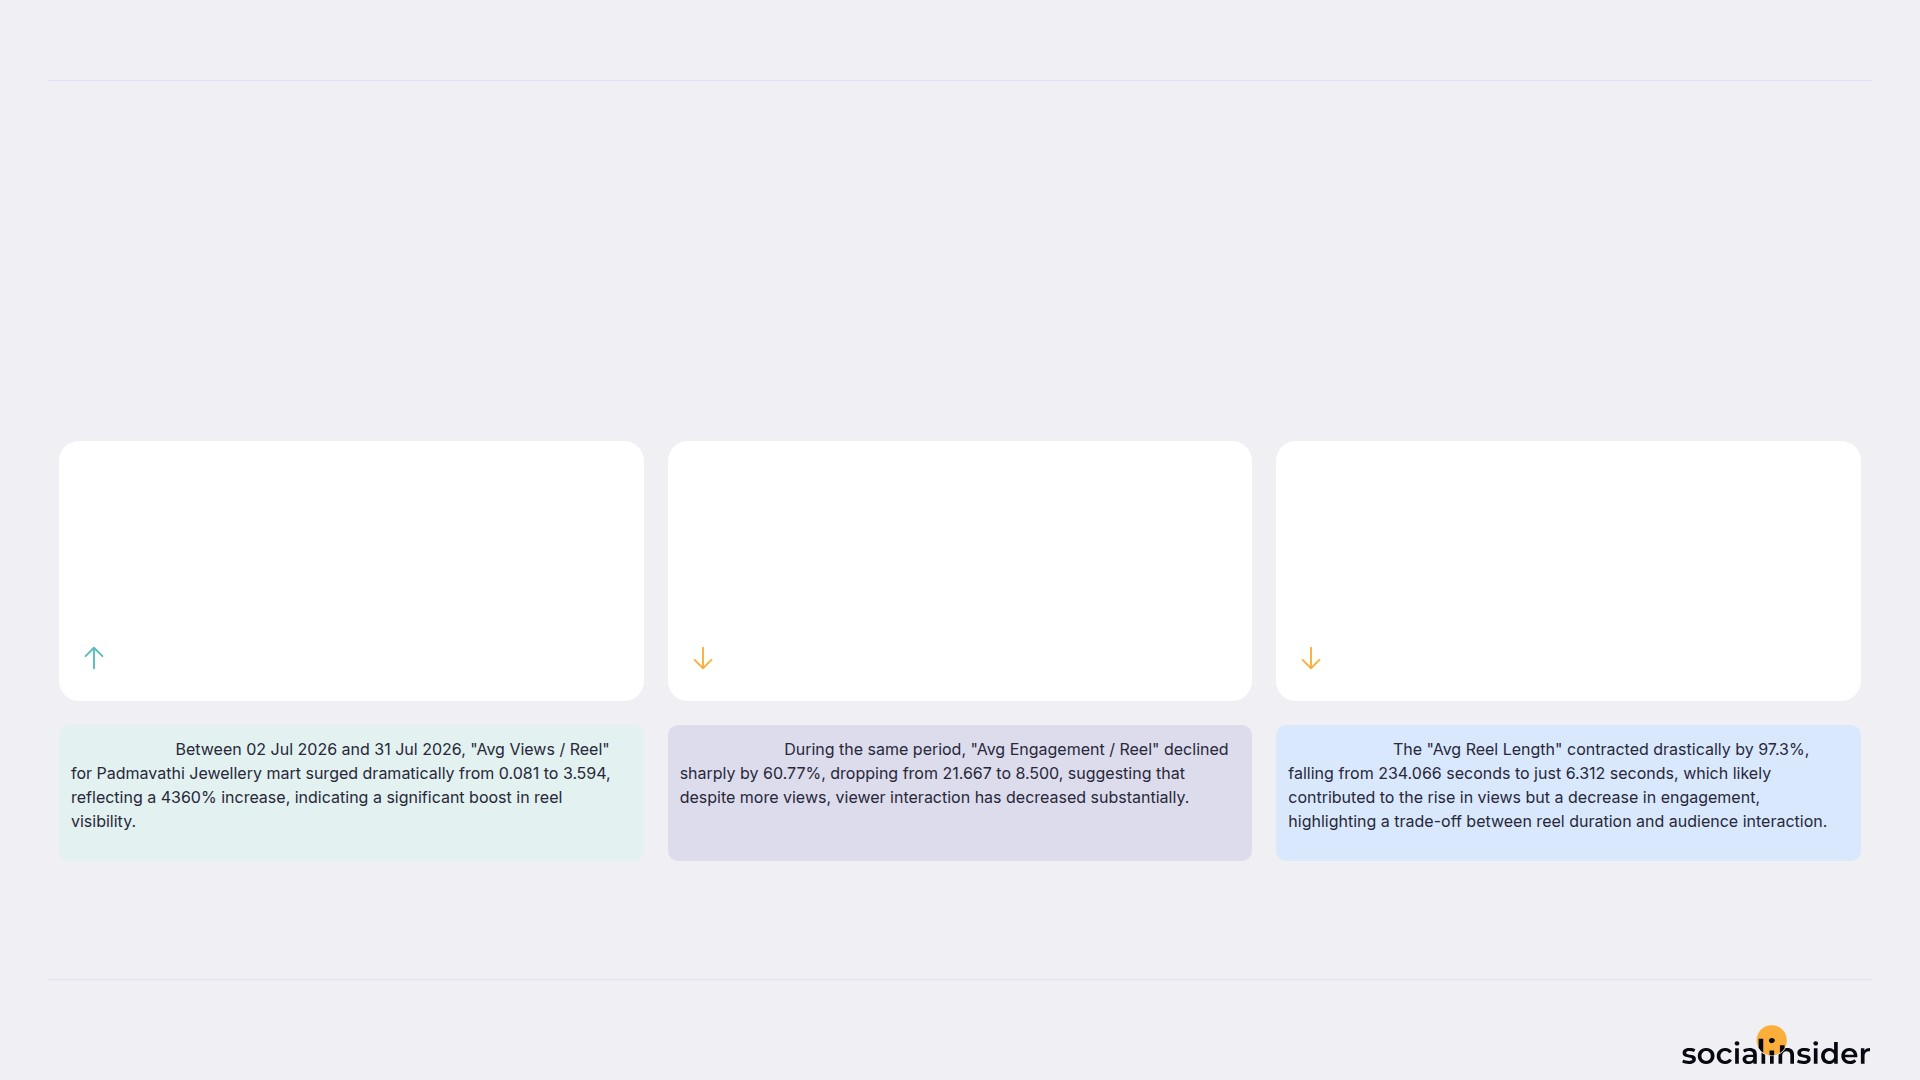 Between 02 Jul 2026 and 31 Jul 2026, "Avg Views / Reel"
for Padmavathi Jewellery mart surged dramatically from 0.081 to 3.594,
reflecting a 4360% increase, indicating a significant boost in reel
visibility.
During the same period, "Avg Engagement / Reel" declined
sharply by 60.77%, dropping from 21.667 to 8.500, suggesting that
despite more views, viewer interaction has decreased substantially.
The "Avg Reel Length" contracted drastically by 97.3%,
falling from 234.066 seconds to just 6.312 seconds, which likely
contributed to the rise in views but a decrease in engagement,
highlighting a trade-off between reel duration and audience interaction.
socialinsider